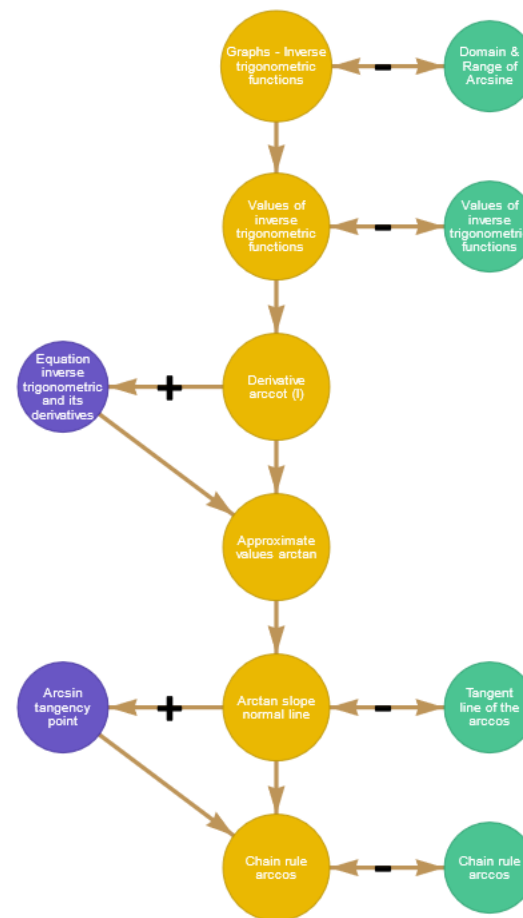 Graphs - Inverse
trigonometric
functions
Domain &
Range of
Arcsine
Values of
inverse
trigonometric
functions
Values of
inverse
trigonometric
functions
Equation
inverse
trigonometric
and its
derivatives
Derivative
arccot (I)
Approximate
values arctan
Arcsin
tangency
point
Arctan slope
normal line
Tangent
line of the
arccos
Chain rule
arccos
Chain rule
arccos